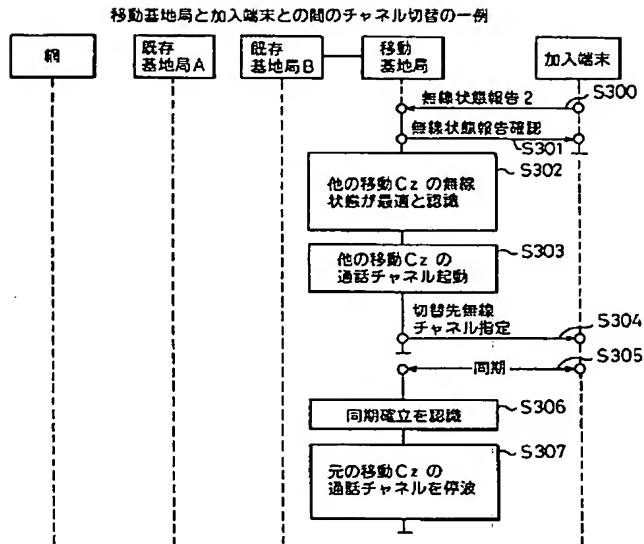 移動基地局と加入端末との間のチャネル切替の一例
網
既存
基地局A
既存
基地局B
移動
基地局
加入端末
無線状態報告2
S300
無線状態報告確認
S301
S302
他の移動Czの無線
状態が最適と認識
S303
他の移動Czの
通話チャネル起動
切替先無線
チャネル指定
S304
S305
同期
同期確立を認識
S306
S307
元の移動Czの
通話チャネルを停波